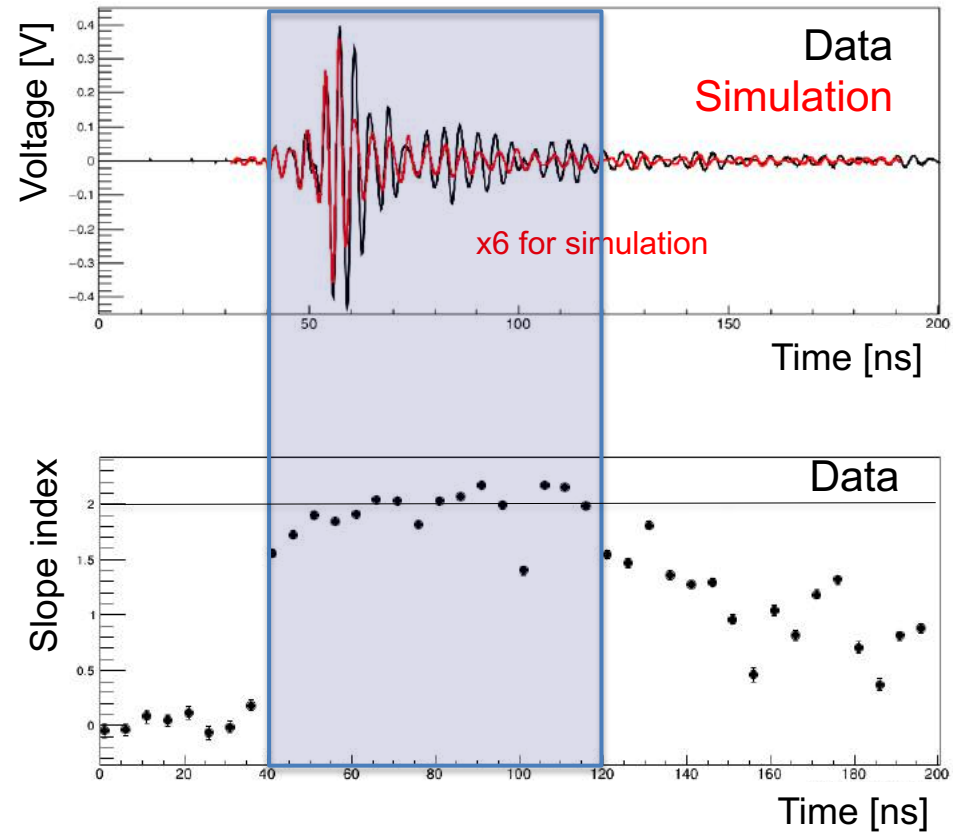 Voltage [V]
0.4
0.3
0.2
0.1
0
−0.1
−0.2
−0.3
−0.4
Data
Simulation
x6 for simulation
0 50 100 150 200
Time [ns]
Slope index
2
1.5
1
0.5
0
Data
0 20 40 60 80 100 120 140 160 180 200
Time [ns]